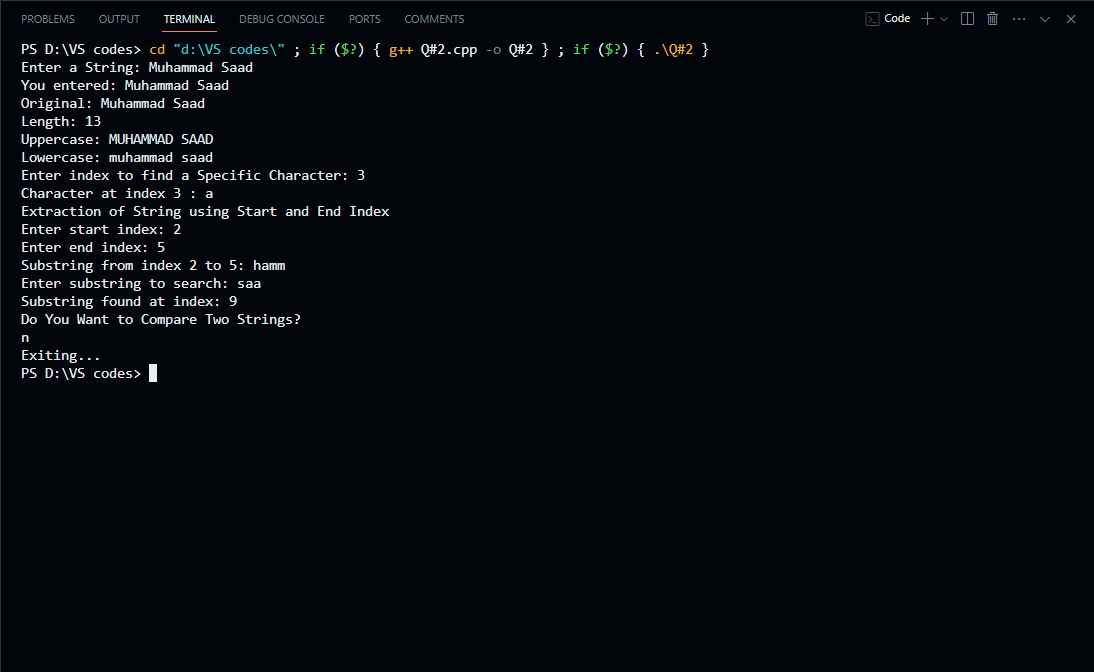 PROBLEMS OUTPUT TERMINAL DEBUG CONSOLE PORTS COMMENTS Code
PS D:\VS codes> cd "d:\VS codes\" ; if ($?) { g++ Q#2.cpp -o Q#2 } ; if ($?) { .\Q#2 }
Enter a String: Muhammad Saad
You entered: Muhammad Saad
Original: Muhammad Saad
Length: 13
Uppercase: MUHAMMAD SAAD
Lowercase: muhammad saad
Enter index to find a Specific Character: 3
Character at index 3 : a
Extraction of String using Start and End Index
Enter start index: 2
Enter end index: 5
Substring from index 2 to 5: hamm
Enter substring to search: saa
Substring found at index: 9
Do You Want to Compare Two Strings?
n
Exiting...
PS D:\VS codes>